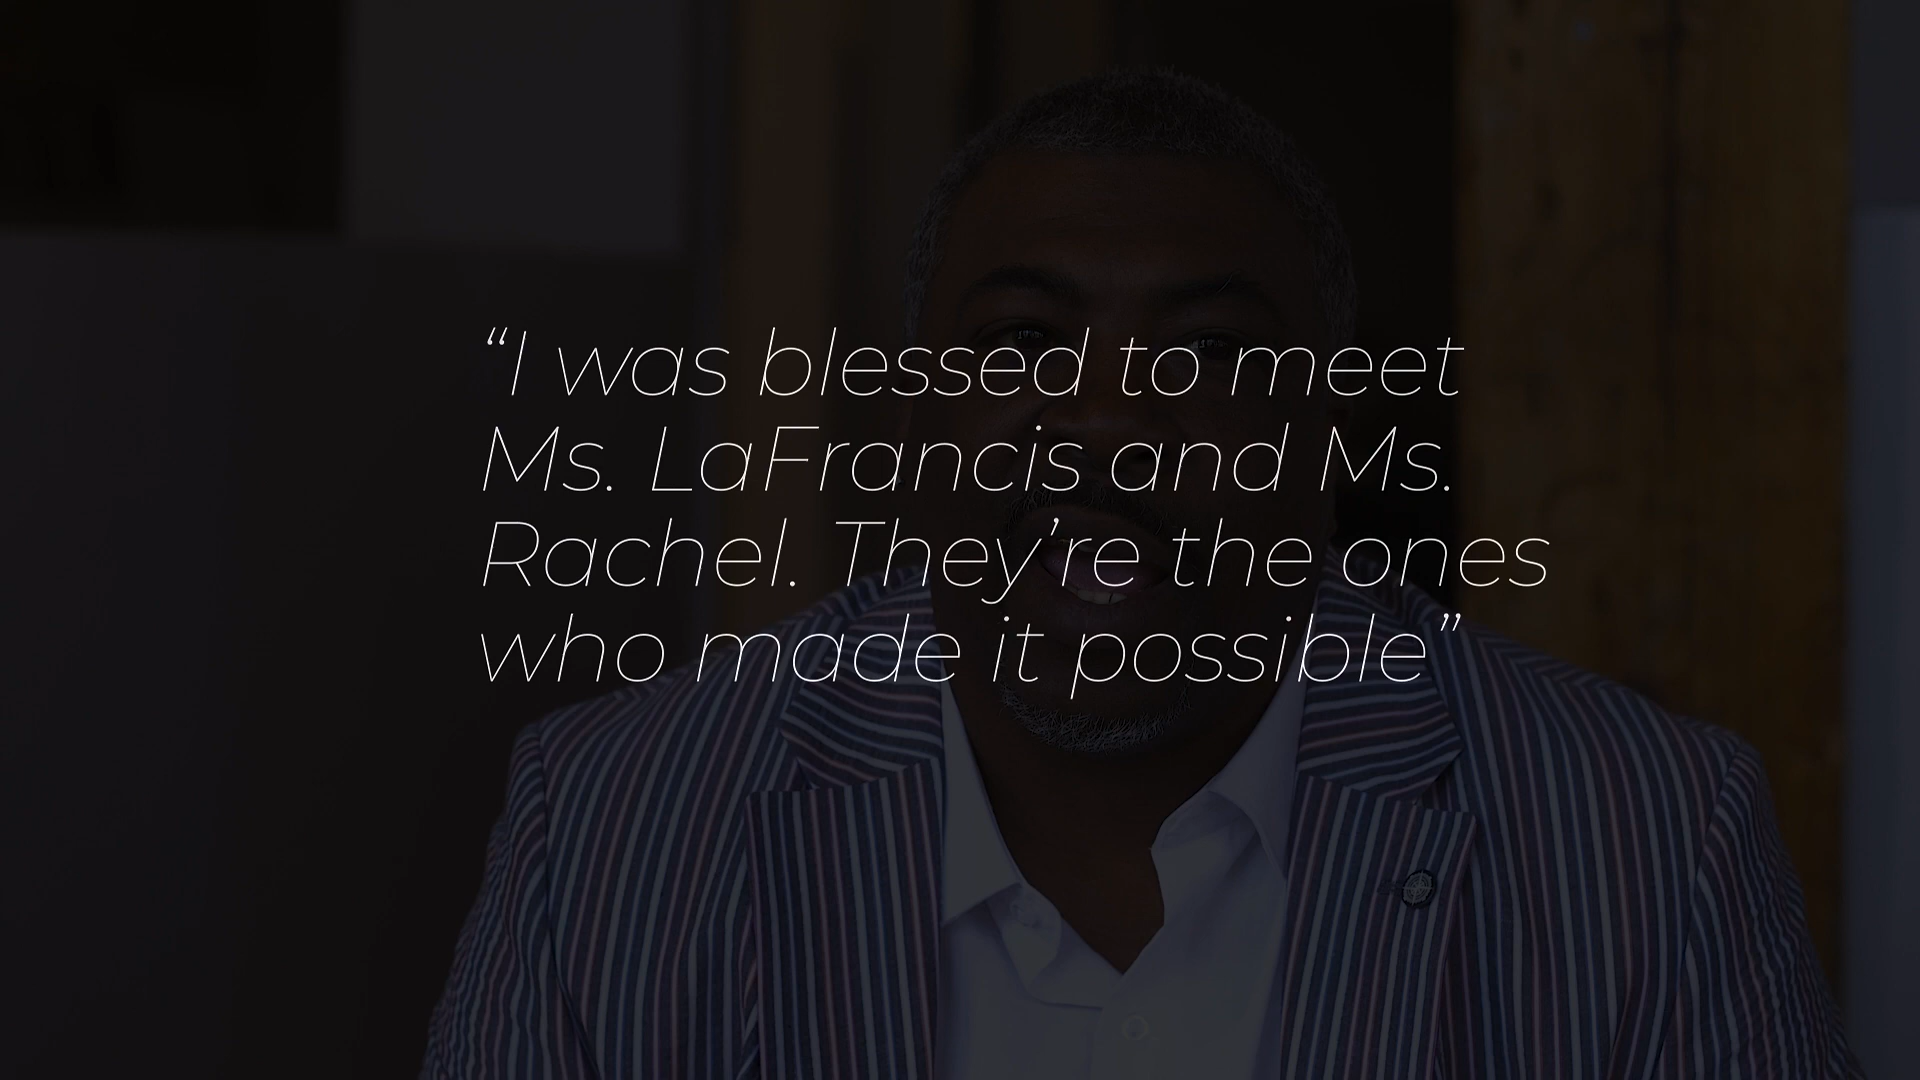 “I was blessed to meet
Ms. LaFrancis and Ms.
Rachel. They’re the ones
who made it possible”